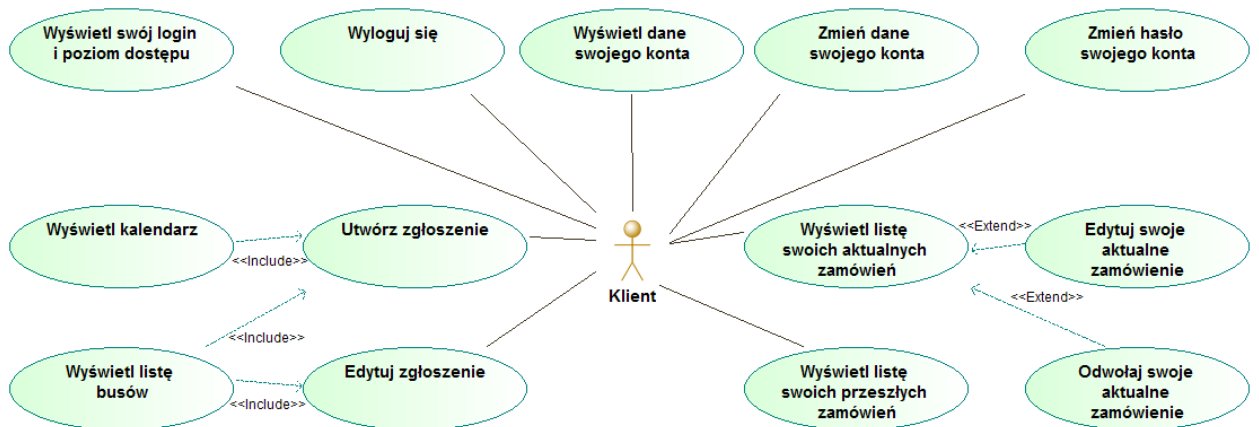 Wyświetl swój login
i poziom dostępu
Wyloguj się
Wyświetl dane
swojego konta
Zmień dane
swojego konta
Zmień hasło
swojego konta
Wyświetl kalendarz
<<Include>>
Utwórz zgłoszenie
Klient
Wyświetl listę
swoich aktualnych
zamówień
<<Extend>>
Edytuj swoje
aktualne
zamówienie
<<Extend>>
<<Include>>
Wyświetl listę
busów
<<Include>>
Edytuj zgłoszenie
Wyświetl listę
swoich przeszłych
zamówień
Odwołaj swoje
aktualne
zamówienie